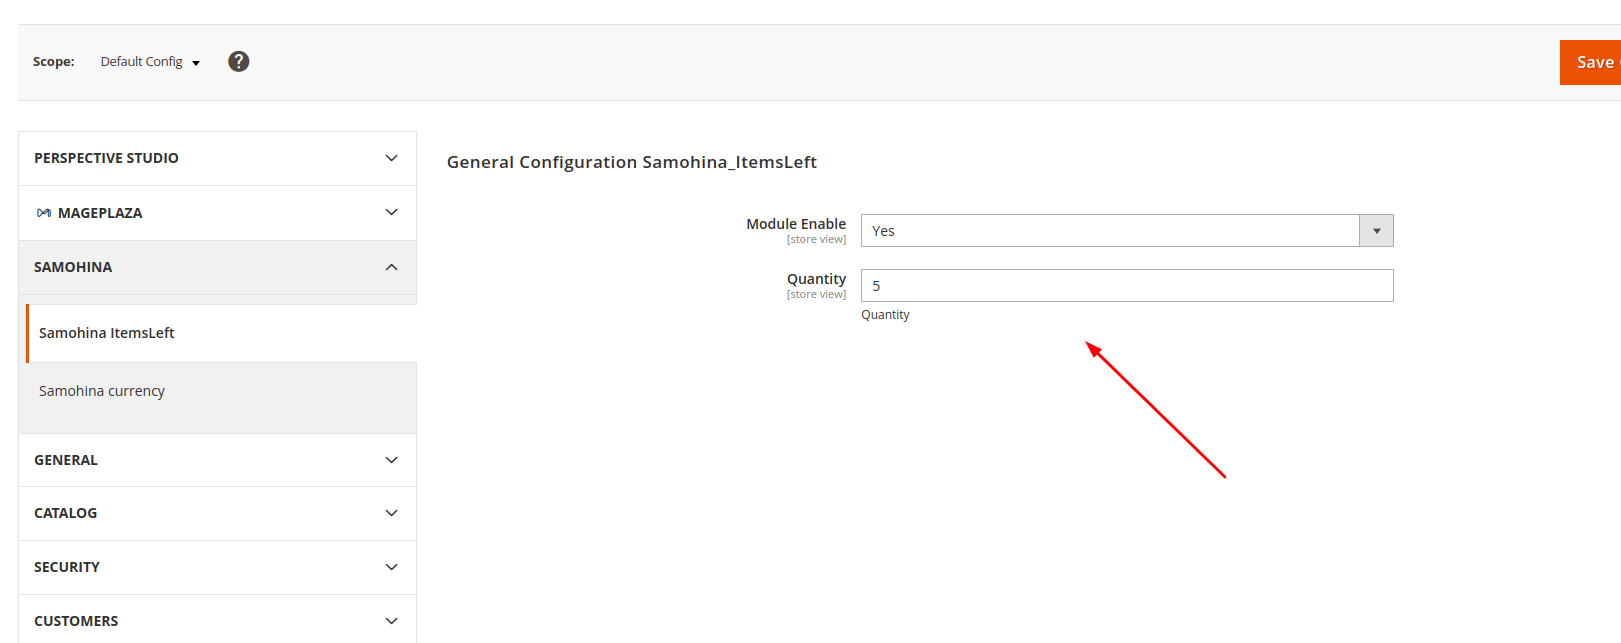 Scope: Default Config ?
Save
PERSPECTIVE STUDIO
MAGEPLAZA
SAMOHINA
Samohina ItemsLeft
Samohina currency
GENERAL
CATALOG
SECURITY
CUSTOMERS
General Configuration Samohina_ItemsLeft
Module Enable
[store view]
Yes
Quantity
[store view]
5
Quantity